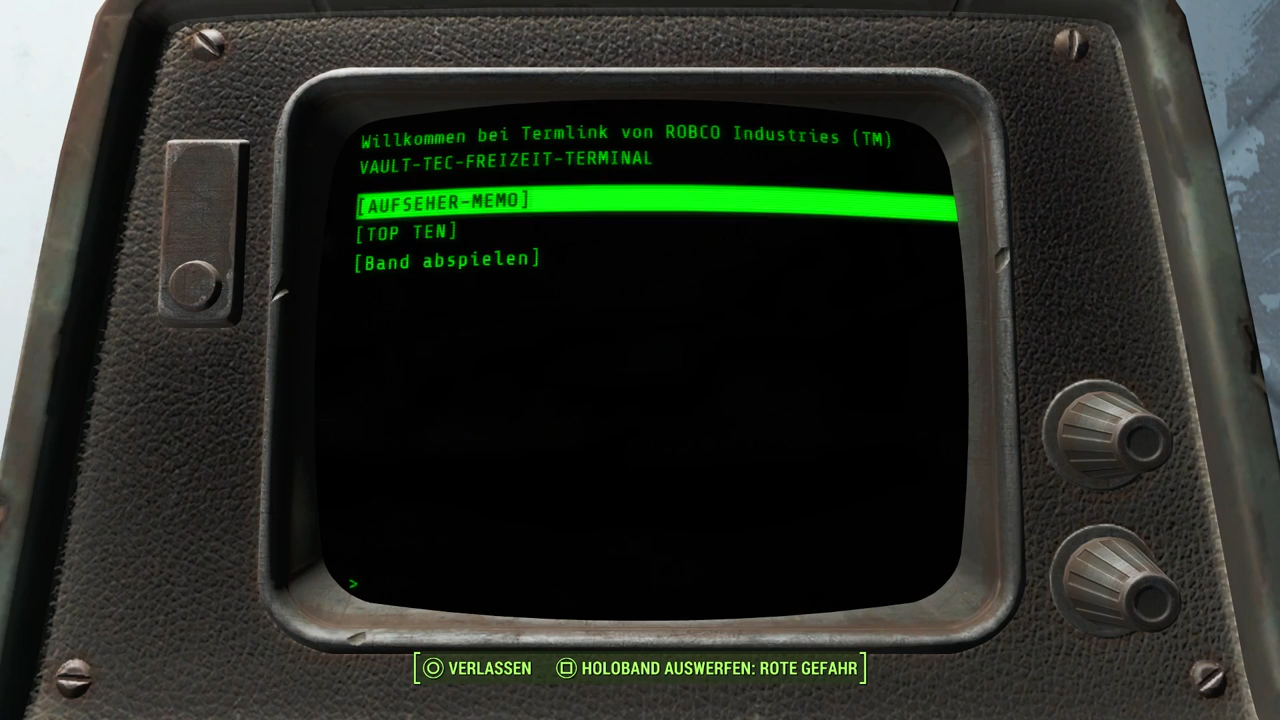 Willkommen bei Termlink von ROBCO Industries (TM)
VAULT-TEC-FREIZEIT-TERMINAL
[AUFSEHER-MEMO]
[TOP TEN]
[Band abspielen]
>
VERLASSEN HOLOBAND AUSWERFEN: ROTE GEFAHR